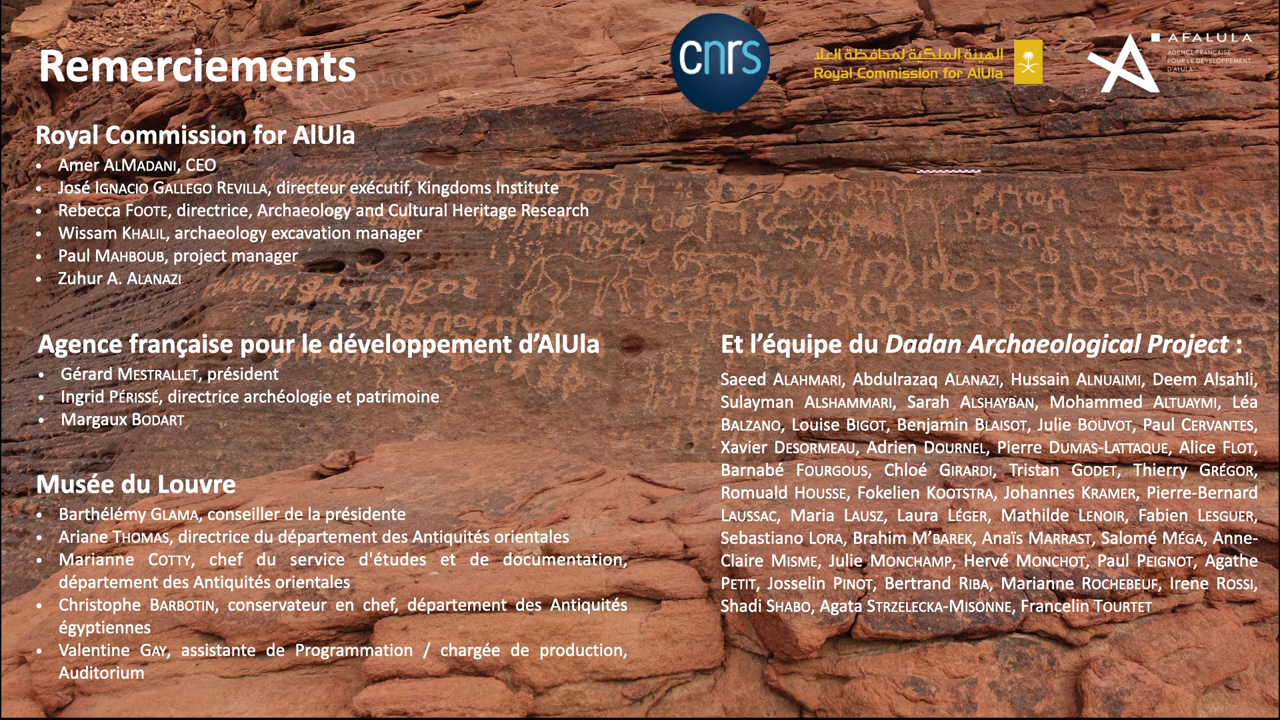 Remerciements
cnrs
الهيئة الملكية لمحافظة العلا
Royal Commission for AlUla
AFALULA
AGENCE FRANÇAISE
POUR LE DÉVELOPPEMENT
D'ALULA
Royal Commission for AlUla
• Amer ALMADANI, CEO
• José IGNACIO GALLEGO REVILLA, directeur exécutif, Kingdoms Institute
• Rebecca FOOTE, directrice, Archaeology and Cultural Heritage Research
• Wissam KHALIL, archaeology excavation manager
• Paul MAHBOUB, project manager
• Zuhur A. ALANAZI
Agence française pour le développement d'AlUla
• Gérard MESTRALLET, président
• Ingrid PÉRISSÉ, directrice archéologie et patrimoine
• Margaux BODART
Musée du Louvre
• Barthélémy GLAMA, conseiller de la présidente
• Ariane THOMAS, directrice du département des Antiquités orientales
• Marianne COTTY, chef du service d'études et de documentation,
département des Antiquités orientales
• Christophe BARBOTIN, conservateur en chef, département des Antiquités
égyptiennes
• Valentine GAY, assistante de Programmation / chargée de production,
Auditorium
Et l'équipe du Dadan Archaeological Project :
Saeed ALAHMARI, Abdulrazaq ALANAZI, Hussain ALNUAIMI, Deem Alsahli,
Sulayman ALSHAMMARI, Sarah ALSHAYBAN, Mohammed ALTUAYMI, Léa
BALZANO, Louise BIGOT, Benjamin BLAISOT, Julie BOUVOT, Paul CERVANTES,
Xavier DESORMEAU, Adrien DOURNEL, Pierre DUMAS-LATTAQUE, Alice FLOT,
Barnabé FOURGOUS, Chloé GIRARDI, Tristan GODET, Thierry GRÉGOR,
Romuald HOUSSE, Fokelien KOOTSTRA, Johannes KRAMER, Pierre-Bernard
LAUSSAC, Maria LAUSZ, Laura LÉGER, Mathilde LENOIR, Fabien LESGUER,
Sebastiano LORA, Brahim M'BAREK, Anaïs MARRAST, Salomé MÉGA, Anne-
Claire MISME, Julie MONCHAMP, Hervé MONCHOT, Paul PEIGNOT, Agathe
PETIT, Josselin PINOT, Bertrand RIBA, Marianne ROCHEBEUF, Irene ROSSI,
Shadi SHABO, Agata STRZELECKA-MISONNE, Francelin TOURTET